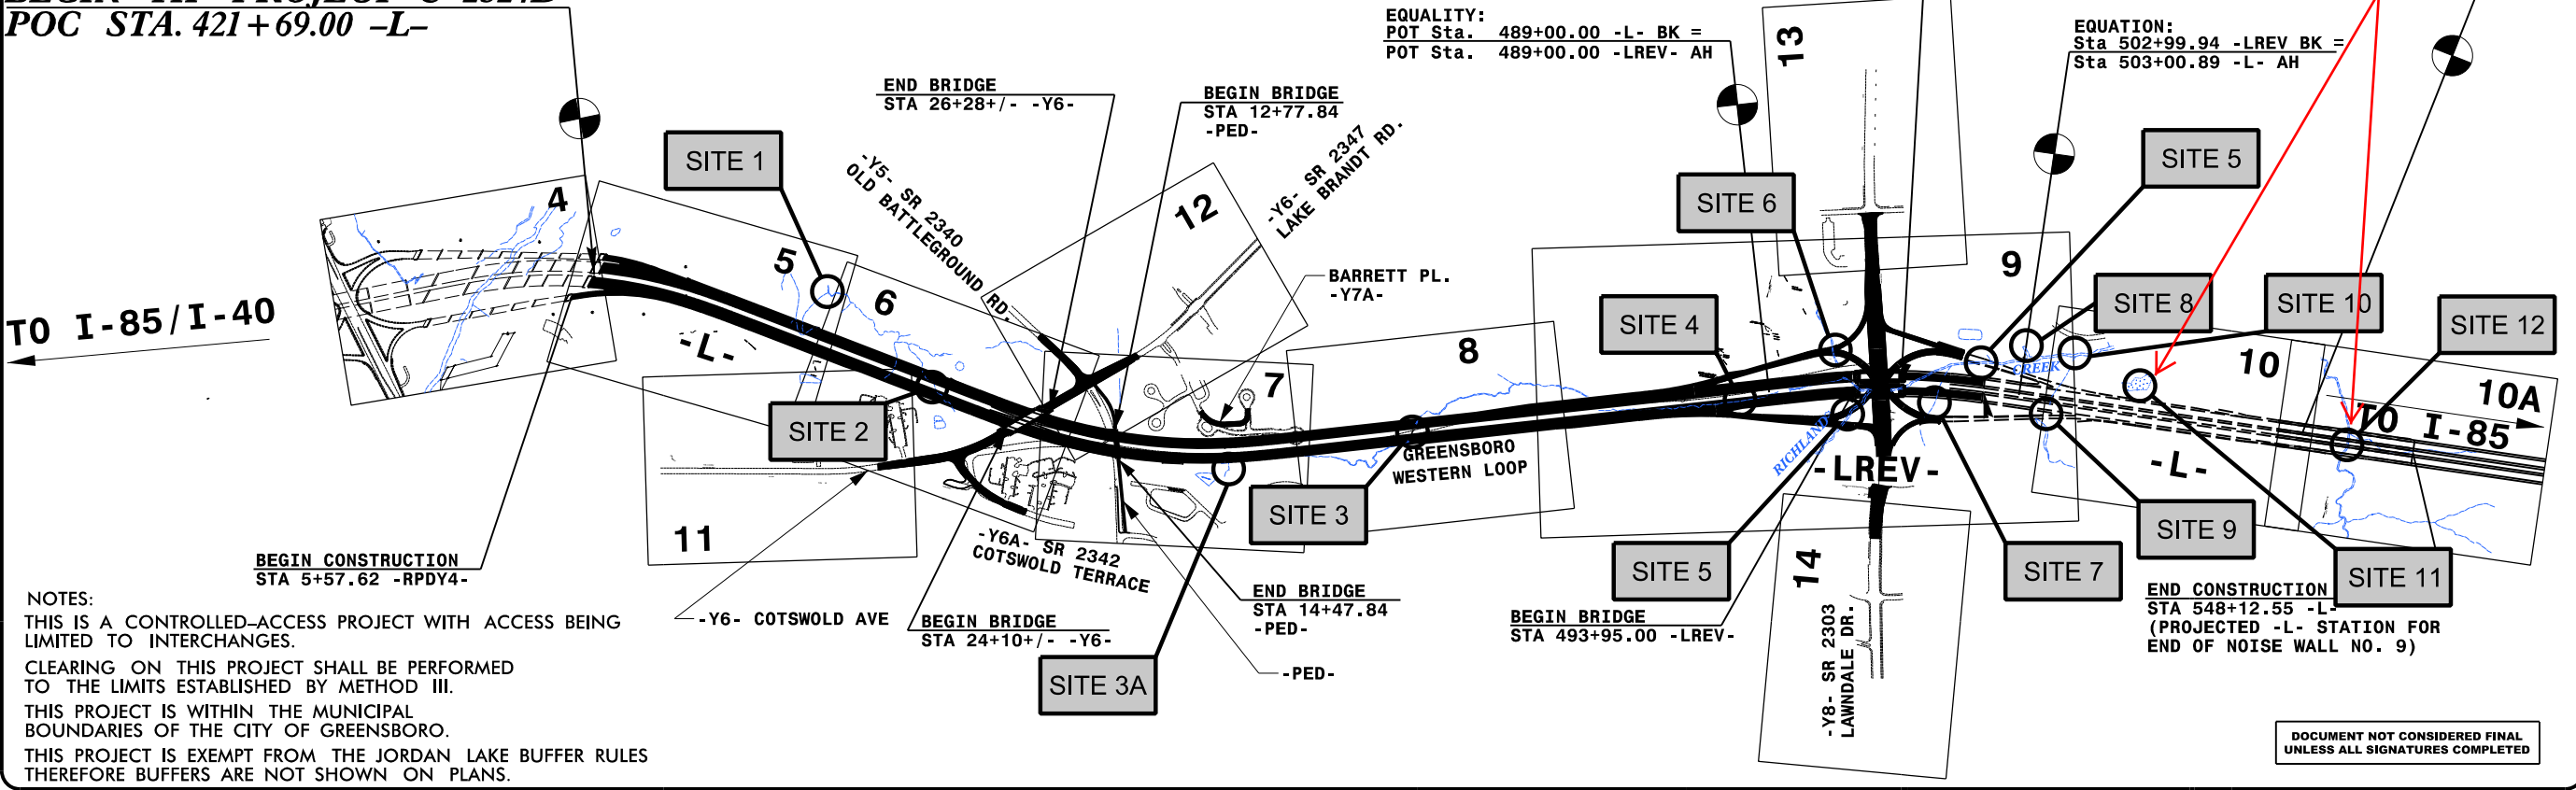 POC STA. 421+69.00 -L-
EQUALITY:
POT Sta. 489+00.00 -L- BK =
POT Sta. 489+00.00 -LREV- AH
EQUATION:
Sta 502+99.94 -LREV BK =
Sta 503+00.89 -L- AH
END BRIDGE
STA 26+28+/- -Y6-
BEGIN BRIDGE
STA 12+77.84
-PED-
13
SITE 1
SITE 5
-Y5- SR 2340
OLD BATTLEGROUND RD.
-Y6- SR 2347
LAKE BRANDT RD.
4
12
SITE 6
5
6
9
BARRETT PL.
-Y7A-
SITE 8
SITE 10
SITE 12
TO I-85/I-40
SITE 4
-L-
8
7
CREEK
10
10A
TO I-85
SITE 2
GREENSBORO
WESTERN LOOP
RICHLANDS
-LREV-
-L-
SITE 3
SITE 9
11
-Y6A- SR 2342
COTSWOLD TERRACE
BEGIN CONSTRUCTION
STA 5+57.62 -RPDY4-
SITE 5
14
SITE 7
SITE 11
END BRIDGE
STA 14+47.84
-PED-
END CONSTRUCTION
STA 548+12.55 -L-
(PROJECTED -L- STATION FOR
END OF NOISE WALL NO. 9)
-Y6- COTSWOLD AVE
BEGIN BRIDGE
STA 24+10+/- -Y6-
BEGIN BRIDGE
STA 493+95.00 -LREV-
-Y8- SR 2303
LAWNDALE DR.
SITE 3A
-PED-
NOTES:
THIS IS A CONTROLLED-ACCESS PROJECT WITH ACCESS BEING
LIMITED TO INTERCHANGES.
CLEARING ON THIS PROJECT SHALL BE PERFORMED
TO THE LIMITS ESTABLISHED BY METHOD III.
THIS PROJECT IS WITHIN THE MUNICIPAL
BOUNDARIES OF THE CITY OF GREENSBORO.
THIS PROJECT IS EXEMPT FROM THE JORDAN LAKE BUFFER RULES
THEREFORE BUFFERS ARE NOT SHOWN ON PLANS.
DOCUMENT NOT CONSIDERED FINAL
UNLESS ALL SIGNATURES COMPLETED